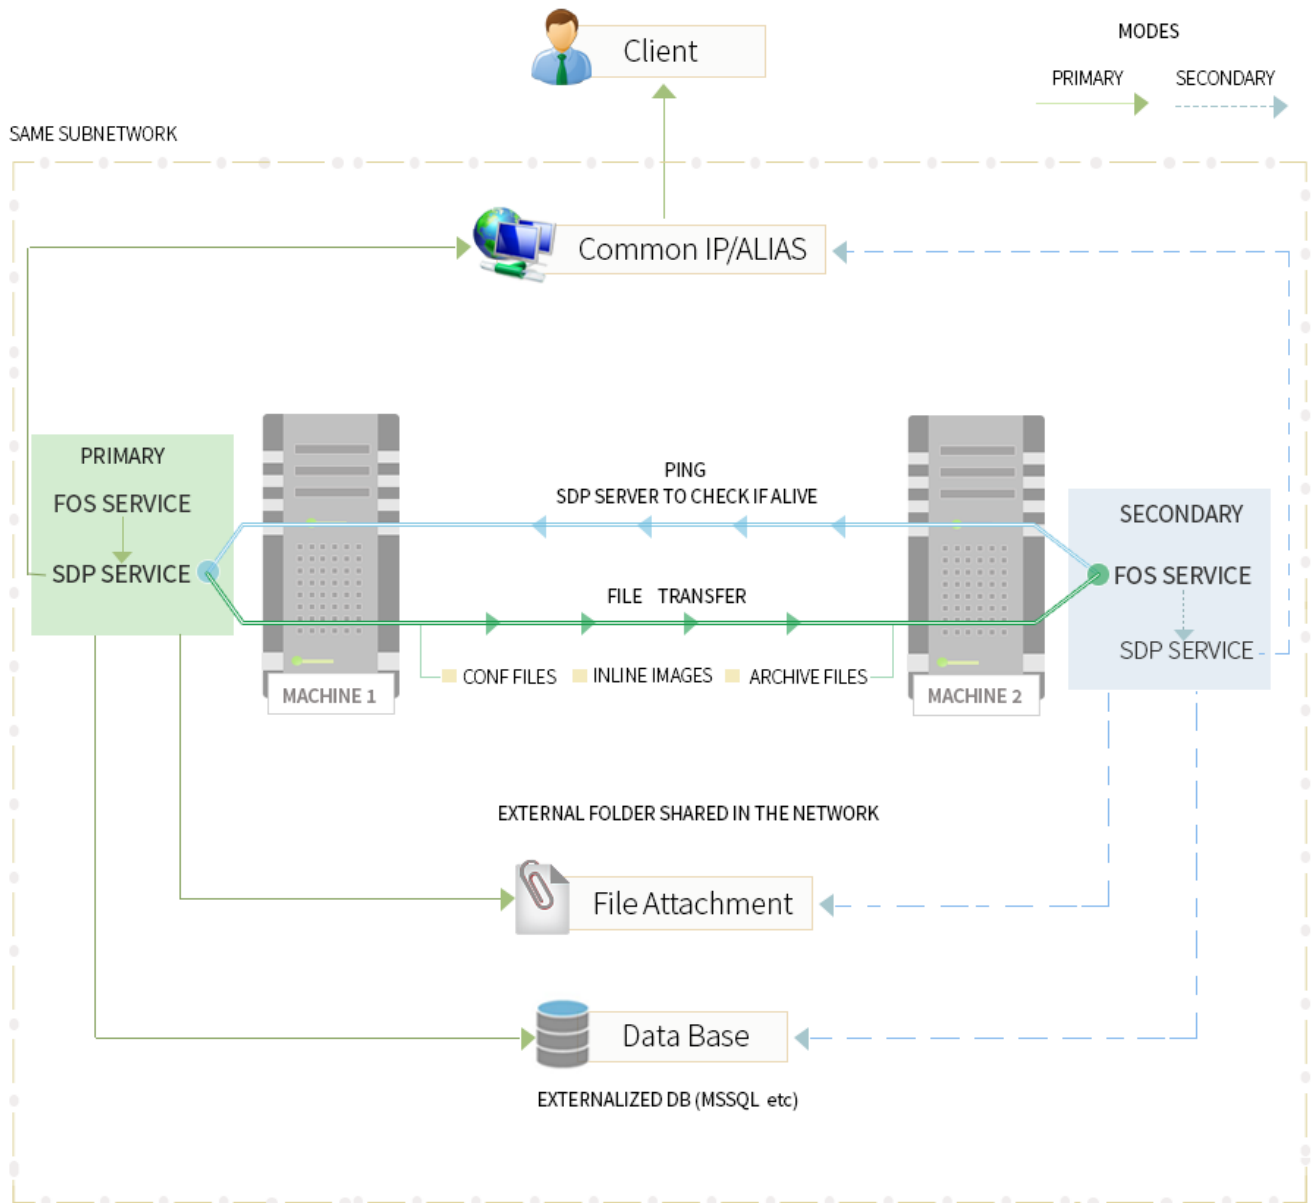 Client
MODES
PRIMARY
SECONDARY
SAME SUBNETWORK
Common IP/ALIAS
PRIMARY
FOS SERVICE
SDP SERVICE
PING
SDP SERVER TO CHECK IF ALIVE
FILE TRANSFER
CONF FILES
INLINE IMAGES
ARCHIVE FILES
MACHINE 1
MACHINE 2
SECONDARY
FOS SERVICE
SDP SERVICE
EXTERNAL FOLDER SHARED IN THE NETWORK
File Attachment
Data Base
EXTERNALIZED DB (MSSQL etc)